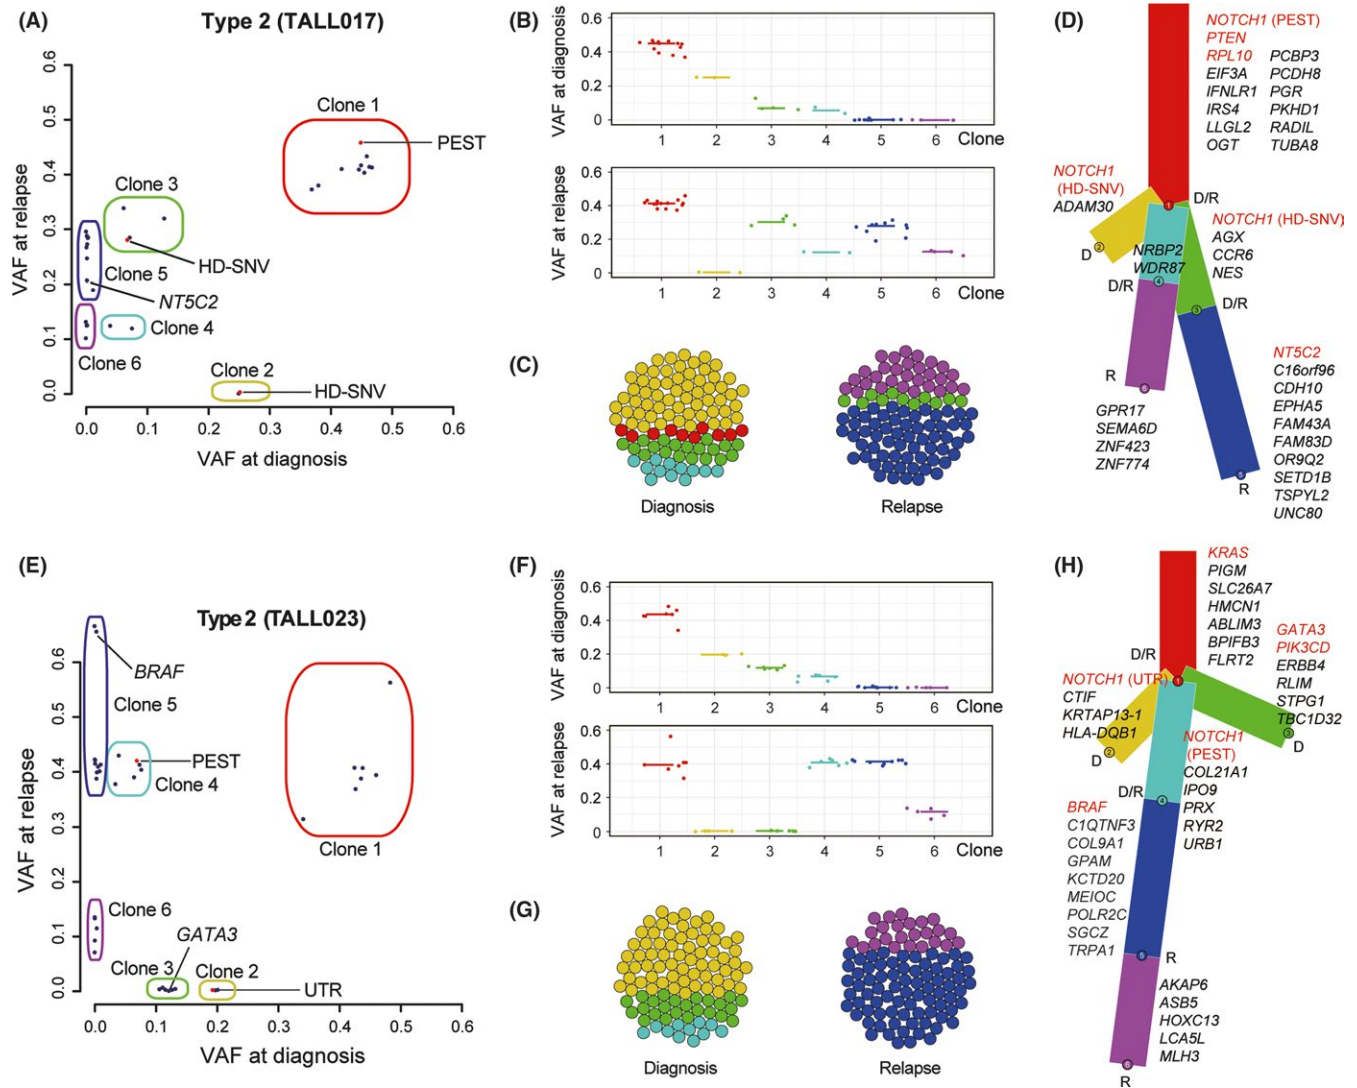 (A)
Type 2 (TALL017)
VAF at relapse
0.6
0.5
0.4
0.3
0.2
0.1
0.0
Clone 1
PEST
Clone 3
HD-SNV
Clone 5
NT5C2
Clone 4
Clone 6
Clone 2
HD-SNV
0.0 0.1 0.2 0.3 0.4 0.5 0.6
VAF at diagnosis
(B)
VAF at diagnosis
0.6
0.4
0.2
0
1 2 3 4 5 6 Clone
VAF at relapse
0.6
0.4
0.2
0
1 2 3 4 5 6 Clone
(C)
Diagnosis
Relapse
(D)
NOTCH1 (PEST)
PTEN
RPL10
EIF3A
IFNLR1
IRS4
LLGL2
OGT
PCBP3
PCDH8
PGR
PKHD1
RADIL
TUBA8
NOTCH1
(HD-SNV)
ADAM30
1
D/R
NOTCH1 (HD-SNV)
AGX
CCR6
NES
D
2
NRBP2
WDR87
D/R
4
D/R
3
R
6
GPR17
SEMA6D
ZNF423
ZNF774
NT5C2
C16orf96
CDH10
EPHA5
FAM43A
FAM83D
OR9Q2
SETD1B
TSPYL2
UNC80
5
R
(E)
Type 2 (TALL023)
VAF at relapse
0.6
0.5
0.4
0.3
0.2
0.1
0.0
BRAF
Clone 5
PEST
Clone 4
Clone 1
Clone 6
GATA3
Clone 3
Clone 2
UTR
0.0 0.1 0.2 0.3 0.4 0.5 0.6
VAF at diagnosis
(F)
VAF at diagnosis
0.6
0.4
0.2
0
1 2 3 4 5 6 Clone
VAF at relapse
0.6
0.4
0.2
0
1 2 3 4 5 6 Clone
(G)
Diagnosis
Relapse
(H)
KRAS
PIGM
SLC26A7
HMCN1
ABLIM3
BPIFB3
FLRT2
D/R
1
GATA3
PIK3CD
ERBB4
RLIM
STPG1
TBC1D32
3
D
NOTCH1 (UTR)
CTIF
KRTAP13-1
HLA-DQB1
2
D
NOTCH1
(PEST)
COL21A1
IPO9
PRX
RYR2
URB1
D/R
4
BRAF
C1QTNF3
COL9A1
GPAM
KCTD20
MEIOC
POLR2C
SGCZ
TRPA1
5
R
AKAP6
ASB5
HOXC13
LCA5L
MLH3
6
R